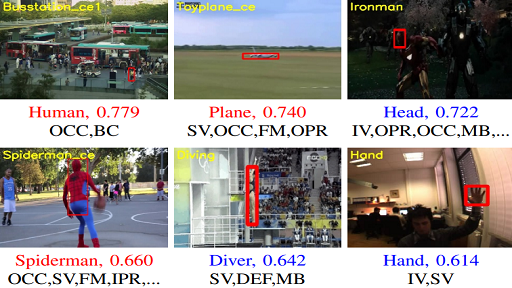 Busstation_ce1
Toyplane_ce
Ironman
Human, 0.779
Plane, 0.740
Head, 0.722
OCC,BC
SV,OCC,FM,OPR
IV,OPR,OCC,MB,...
Spiderman_ce
Diving
Hand
Spiderman, 0.660
Diver, 0.642
Hand, 0.614
OCC,SV,FM,IPR,...
SV,DEF,MB
IV,SV